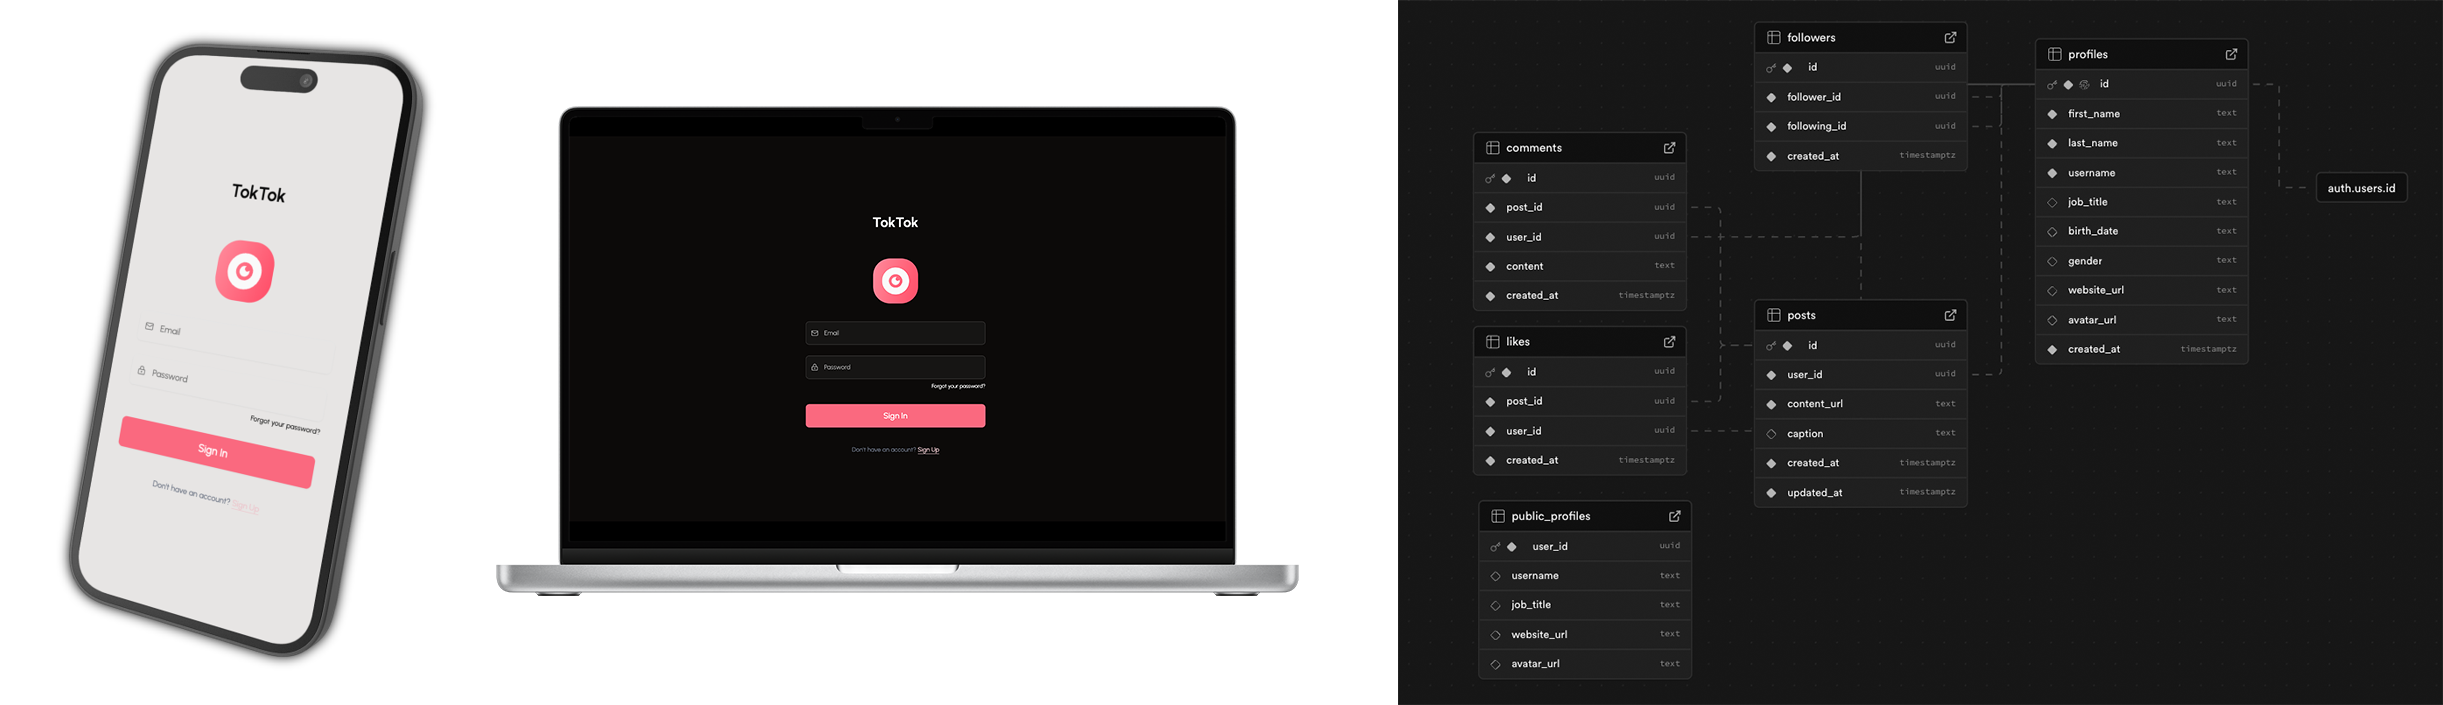 TokTok
Email
Password
Forgot your password?
Sign In
Don't have an account? Sign Up
TokTok
Email
Password
Forgot your password?
Sign In
Don't have an account? Sign Up
followers
id uuid
follower_id uuid
following_id uuid
created_at timestamptz
profiles
id uuid
first_name text
last_name text
username text
job_title text
birth_date text
gender text
website_url text
avatar_url text
created_at timestamptz
auth.users.id
comments
id uuid
post_id uuid
user_id uuid
content text
created_at timestamptz
likes
id uuid
post_id uuid
user_id uuid
created_at timestamptz
posts
id uuid
user_id uuid
content_url text
caption text
created_at timestamptz
updated_at timestamptz
public_profiles
user_id uuid
username text
job_title text
website_url text
avatar_url text